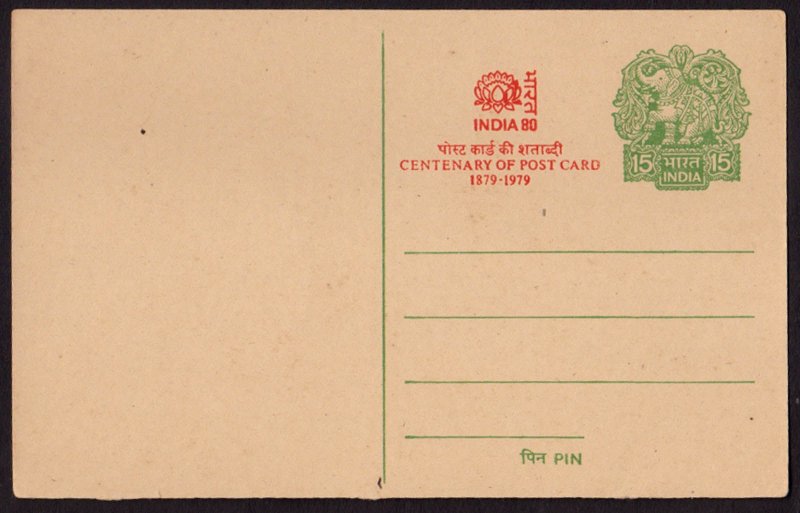 भारत
INDIA 80
पोस्ट कार्ड की शताब्दी
CENTENARY OF POST CARD
1879-1979
15 भारत 15
INDIA
पिन PIN